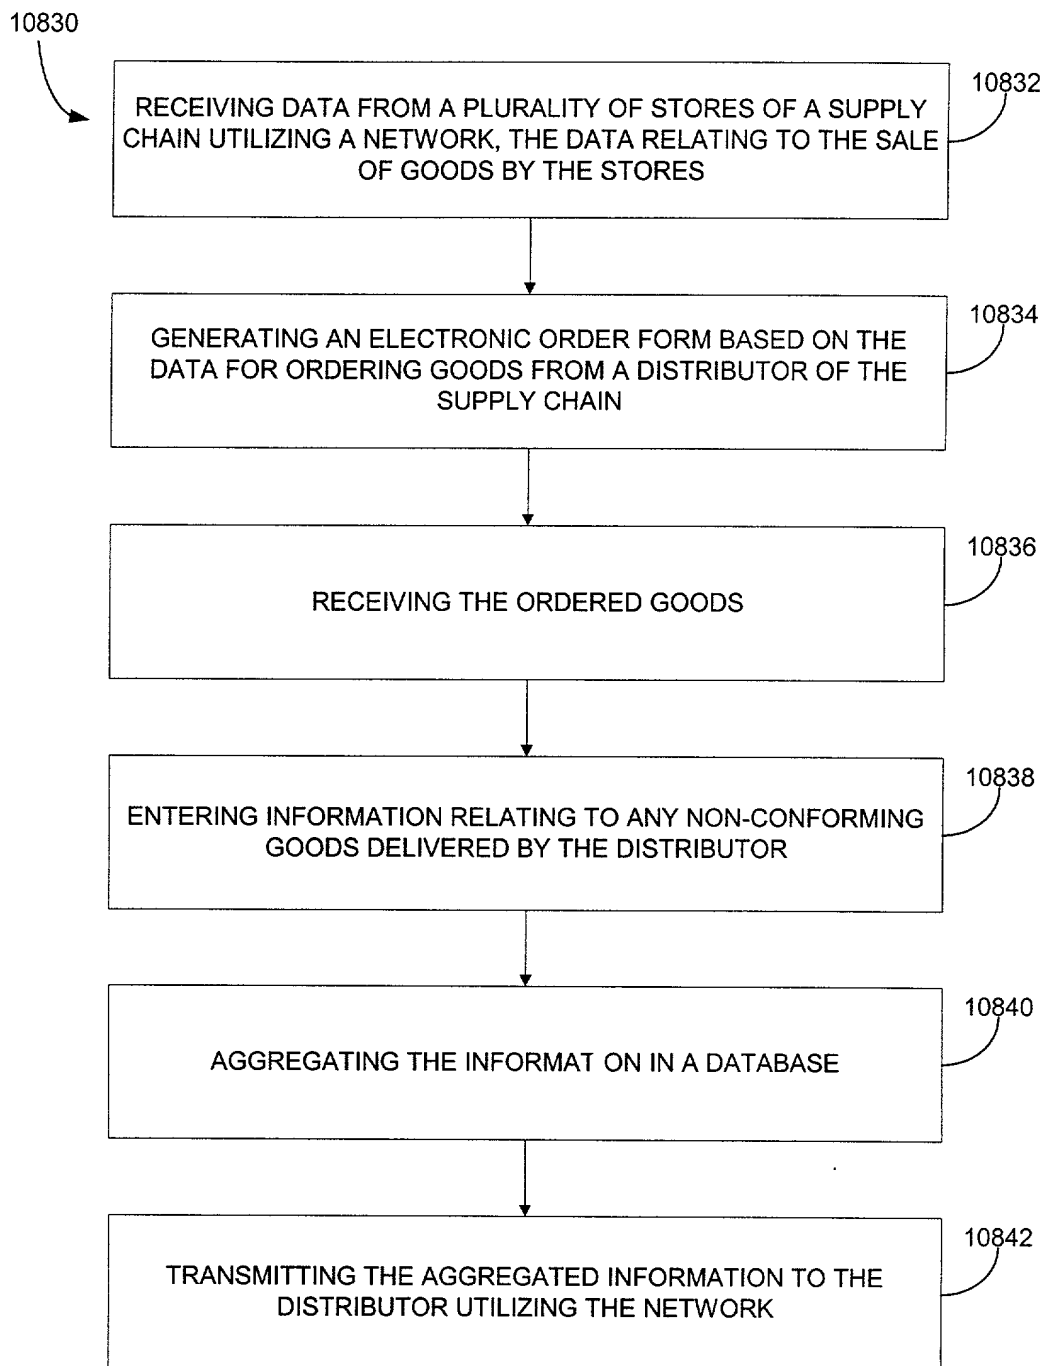 10830
10832
RECEIVING DATA FROM A PLURALITY OF STORES OF A SUPPLY
CHAIN UTILIZING A NETWORK, THE DATA RELATING TO THE SALE
OF GOODS BY THE STORES
10834
GENERATING AN ELECTRONIC ORDER FORM BASED ON THE
DATA FOR ORDERING GOODS FROM A DISTRIBUTOR OF THE
SUPPLY CHAIN
10836
RECEIVING THE ORDERED GOODS
10838
ENTERING INFORMATION RELATING TO ANY NON-CONFORMING
GOODS DELIVERED BY THE DISTRIBUTOR
10840
AGGREGATING THE INFORMAT ON IN A DATABASE
10842
TRANSMITTING THE AGGREGATED INFORMATION TO THE
DISTRIBUTOR UTILIZING THE NETWORK